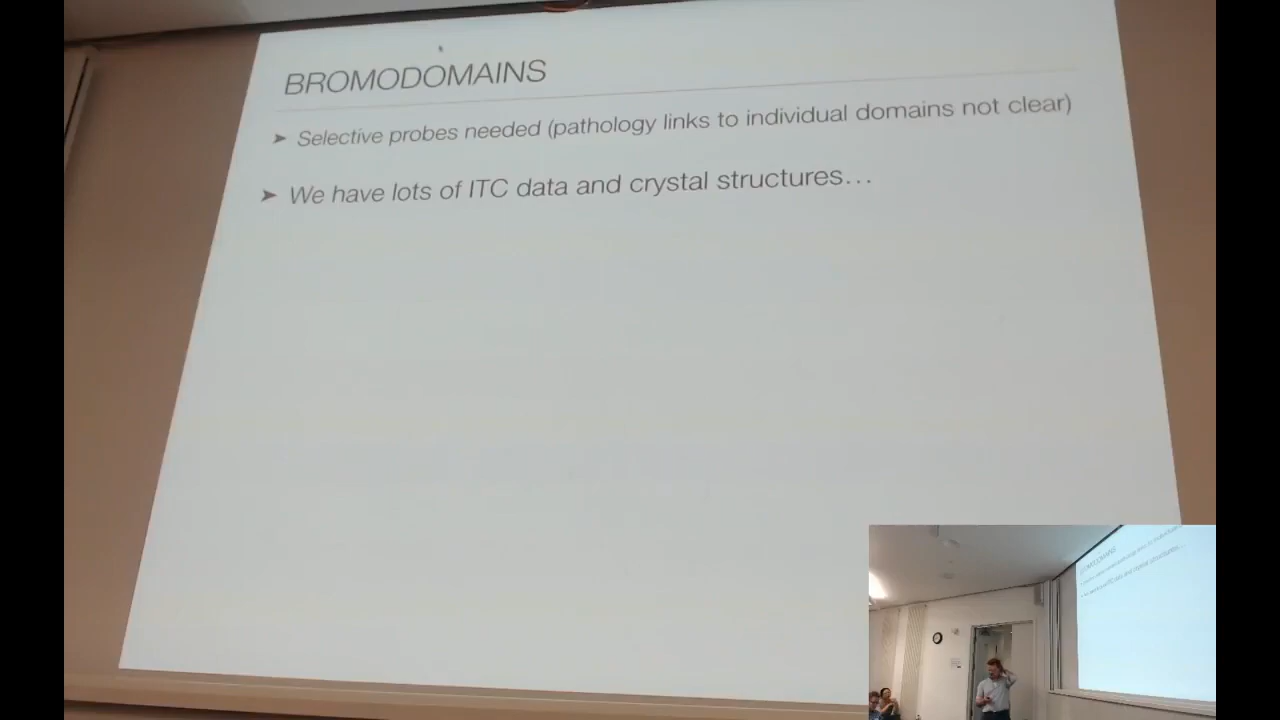 BROMODOMAINS
➤ Selective probes needed (pathology links to individual domains not clear)
➤ We have lots of ITC data and crystal structures…